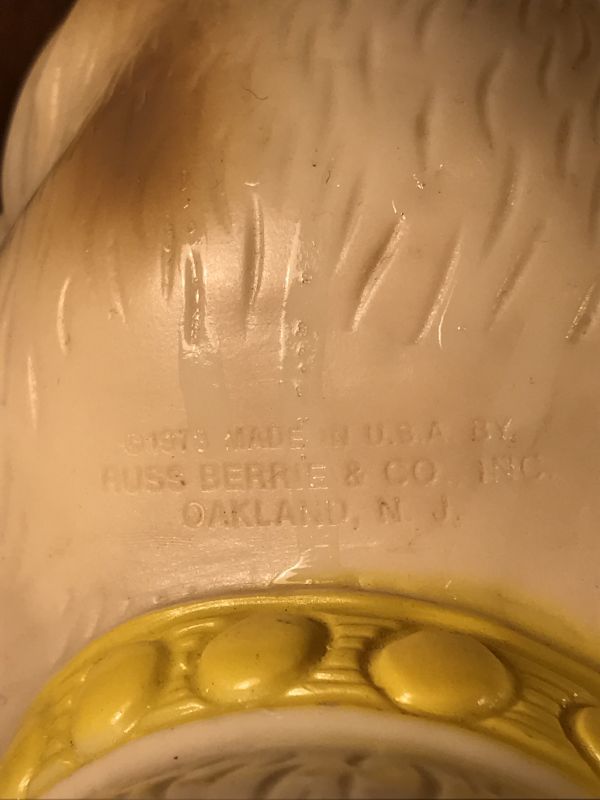 ©1973 MADE IN U.S.A. BY.
RUSS BERRIE & CO. INC.
OAKLAND, N. J.